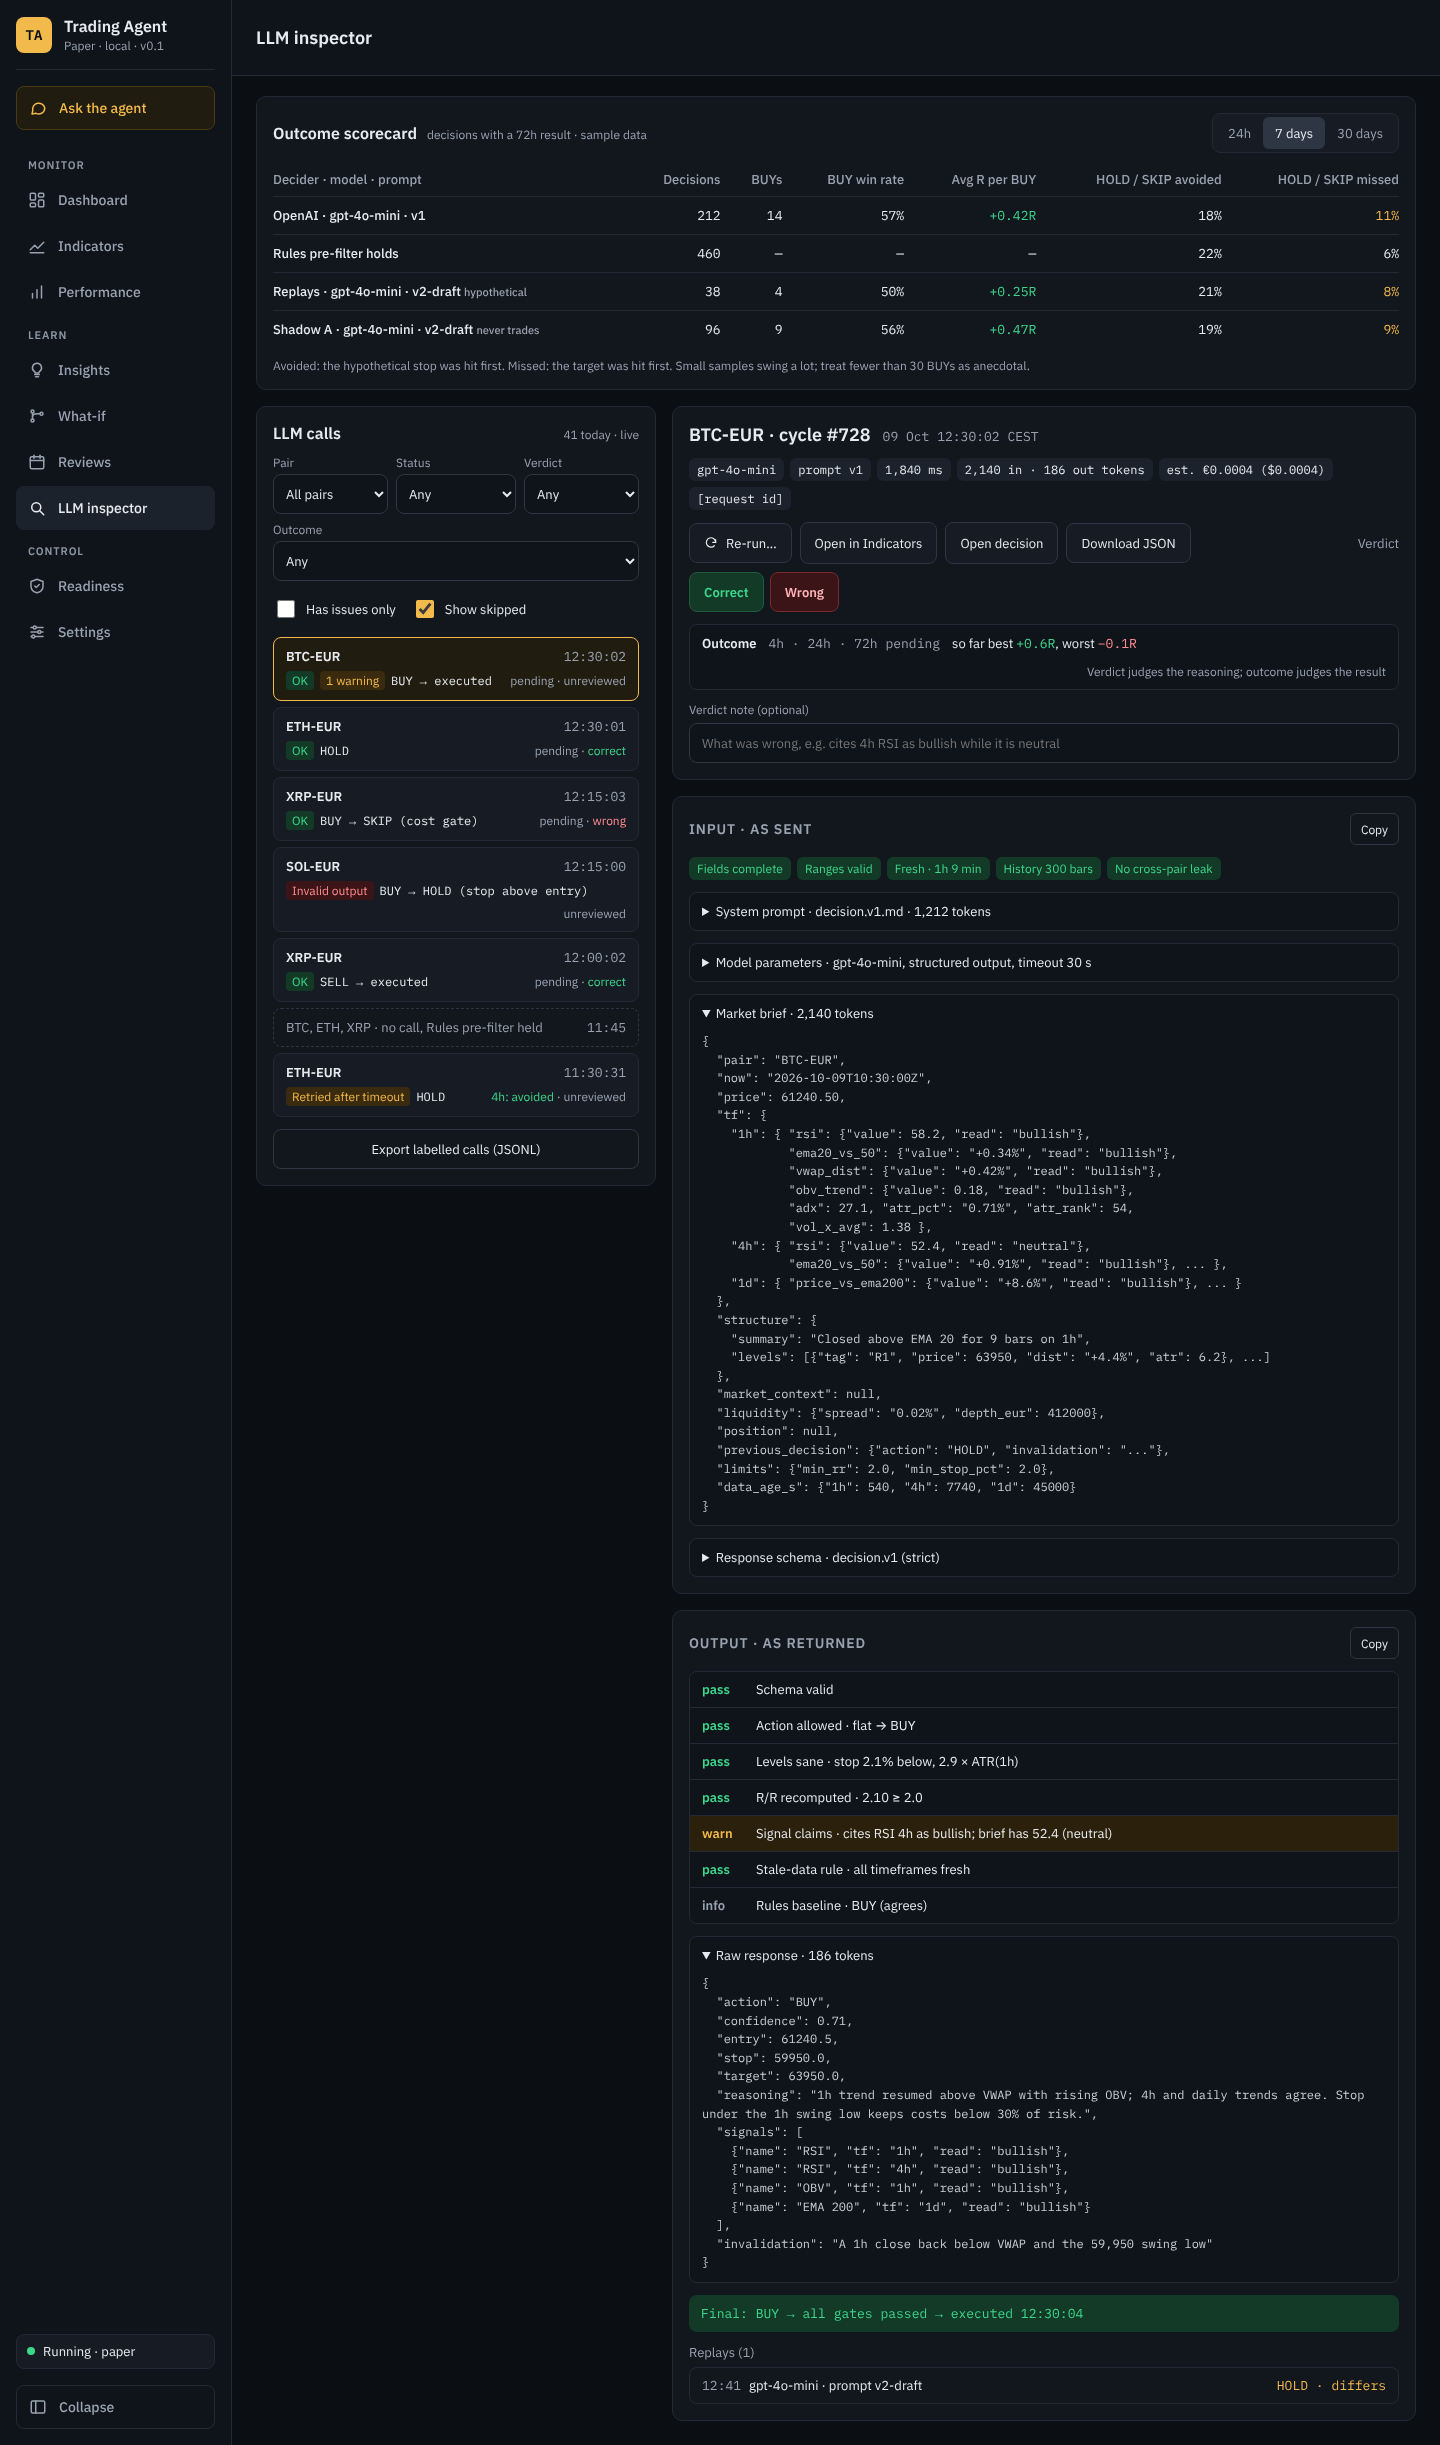 TA
Trading Agent
Paper · local · v0.1
Ask the agent
MONITOR
Dashboard
Indicators
Performance
LEARN
Insights
What-if
Reviews
LLM inspector
CONTROL
Readiness
Settings
Running · paper
Collapse
LLM inspector
Outcome scorecard decisions with a 72h result · sample data
24h 7 days 30 days
Decider · model · prompt Decisions BUYs BUY win rate Avg R per BUY HOLD / SKIP avoided HOLD / SKIP missed
OpenAI · gpt-4o-mini · v1 212 14 57% +0.42R 18% 11%
Rules pre-filter holds 460 — — — 22% 6%
Replays · gpt-4o-mini · v2-draft hypothetical 38 4 50% +0.25R 21% 8%
Shadow A · gpt-4o-mini · v2-draft never trades 96 9 56% +0.47R 19% 9%
Avoided: the hypothetical stop was hit first. Missed: the target was hit first. Small samples swing a lot; treat fewer than 30 BUYs as anecdotal.
LLM calls 41 today · live
Pair Status Verdict
All pairs Any Any
Outcome
Any
Has issues only Show skipped
BTC-EUR 12:30:02
OK 1 warning BUY → executed pending · unreviewed
ETH-EUR 12:30:01
OK HOLD pending · correct
XRP-EUR 12:15:03
OK BUY → SKIP (cost gate) pending · wrong
SOL-EUR 12:15:00
Invalid output BUY → HOLD (stop above entry)
unreviewed
XRP-EUR 12:00:02
OK SELL → executed pending · correct
BTC, ETH, XRP · no call, Rules pre-filter held 11:45
ETH-EUR 11:30:31
Retried after timeout HOLD 4h: avoided · unreviewed
Export labelled calls (JSONL)
BTC-EUR · cycle #728 09 Oct 12:30:02 CEST
gpt-4o-mini prompt v1 1,840 ms 2,140 in · 186 out tokens est. €0.0004 ($0.0004)
[request id]
Re-run... Open in Indicators Open decision Download JSON Verdict
Correct Wrong
Outcome 4h · 24h · 72h pending so far best +0.6R, worst −0.1R
Verdict judges the reasoning; outcome judges the result
Verdict note (optional)
What was wrong, e.g. cites 4h RSI as bullish while it is neutral
INPUT · AS SENT Copy
Fields complete Ranges valid Fresh · 1h 9 min History 300 bars No cross-pair leak
System prompt · decision.v1.md · 1,212 tokens
Model parameters · gpt-4o-mini, structured output, timeout 30 s
Market brief · 2,140 tokens
{
"pair": "BTC-EUR",
"now": "2026-10-09T10:30:00Z",
"price": 61240.50,
"tf": {
"1h": { "rsi": {"value": 58.2, "read": "bullish"},
"ema20_vs_50": {"value": "+0.34%", "read": "bullish"},
"vwap_dist": {"value": "+0.42%", "read": "bullish"},
"obv_trend": {"value": 0.18, "read": "bullish"},
"adx": 27.1, "atr_pct": "0.71%", "atr_rank": 54,
"vol_x_avg": 1.38 },
"4h": { "rsi": {"value": 52.4, "read": "neutral"},
"ema20_vs_50": {"value": "+0.91%", "read": "bullish"}, ... },
"1d": { "price_vs_ema200": {"value": "+8.6%", "read": "bullish"}, ... }
},
"structure": {
"summary": "Closed above EMA 20 for 9 bars on 1h",
"levels": [{"tag": "R1", "price": 63950, "dist": "+4.4%", "atr": 6.2}, ...]
},
"market_context": null,
"liquidity": {"spread": "0.02%", "depth_eur": 412000},
"position": null,
"previous_decision": {"action": "HOLD", "invalidation": "..."},
"limits": {"min_rr": 2.0, "min_stop_pct": 2.0},
"data_age_s": {"1h": 540, "4h": 7740, "1d": 45000}
}
Response schema · decision.v1 (strict)
OUTPUT · AS RETURNED Copy
pass Schema valid
pass Action allowed · flat → BUY
pass Levels sane · stop 2.1% below, 2.9 × ATR(1h)
pass R/R recomputed · 2.10 ≥ 2.0
warn Signal claims · cites RSI 4h as bullish; brief has 52.4 (neutral)
pass Stale-data rule · all timeframes fresh
info Rules baseline · BUY (agrees)
Raw response · 186 tokens
{
"action": "BUY",
"confidence": 0.71,
"entry": 61240.5,
"stop": 59950.0,
"target": 63950.0,
"reasoning": "1h trend resumed above VWAP with rising OBV; 4h and daily trends agree. Stop
under the 1h swing low keeps costs below 30% of risk.",
"signals": [
{"name": "RSI", "tf": "1h", "read": "bullish"},
{"name": "RSI", "tf": "4h", "read": "bullish"},
{"name": "OBV", "tf": "1h", "read": "bullish"},
{"name": "EMA 200", "tf": "1d", "read": "bullish"}
],
"invalidation": "A 1h close back below VWAP and the 59,950 swing low"
}
Final: BUY → all gates passed → executed 12:30:04
Replays (1)
12:41 gpt-4o-mini · prompt v2-draft HOLD · differs